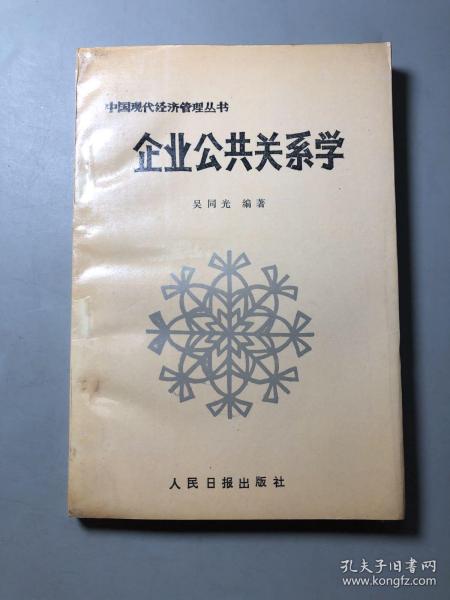 中国现代经济管理丛书
企业公共关系学
吴同光 编著
人民日报出版社
孔夫子旧书网
www.kongfz.com